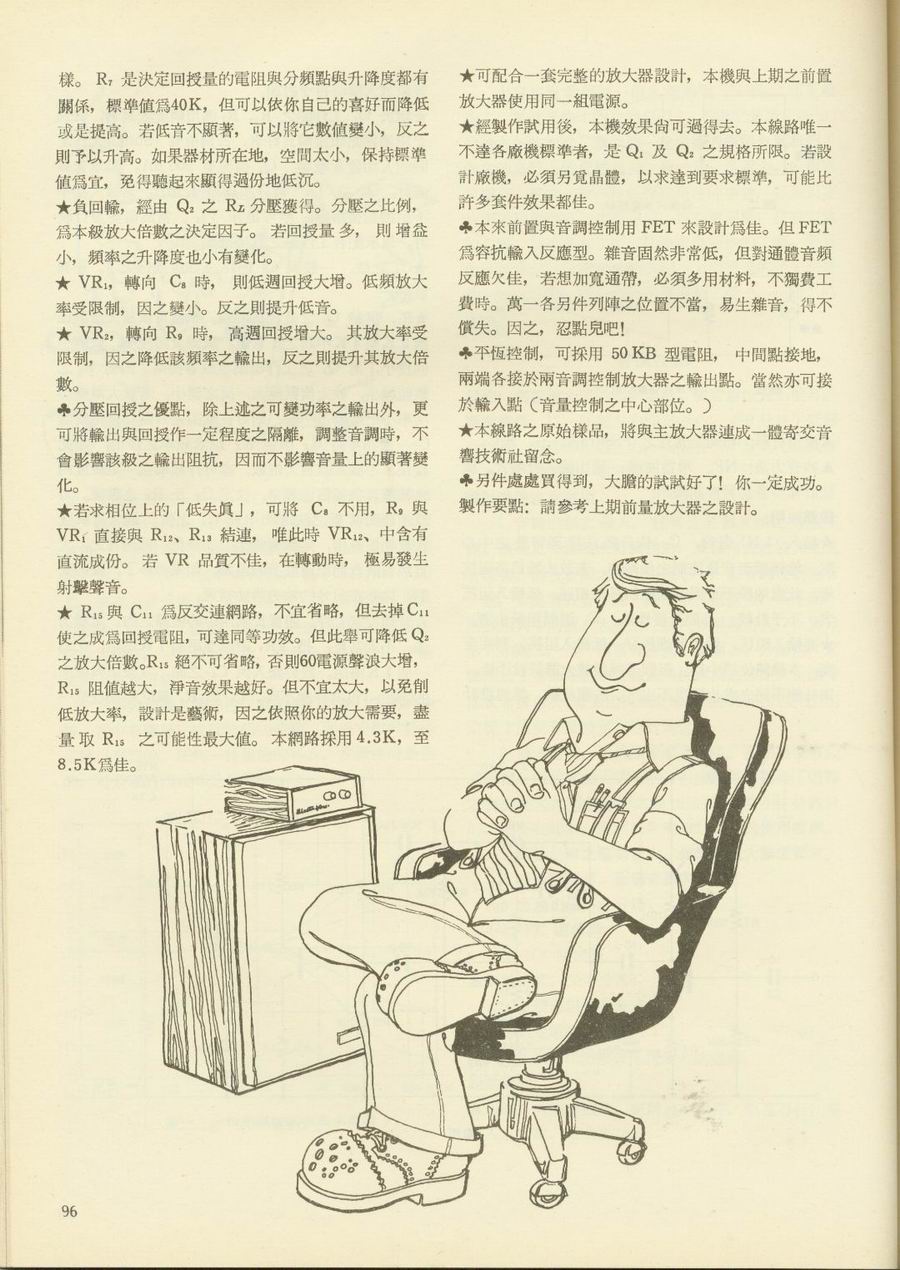 樣。 R₇ 是決定回授量的電阻與分頻點與升降度都有
關係，標準值爲40K，但可以依你自己的喜好而降低
或是提高。若低音不顯著，可以將它數值變小，反之
則予以升高。如果器材所在地，空間太小，保持標準
值爲宜，免得聽起來顯得過份地低沉。
★負回輸，經由 Q₂ 之 RL 分壓獲得。分壓之比例，
爲本級放大倍數之決定因子。 若回授量 多， 則 增益
小，頻率之升降度也小有變化。
★ VR₁，轉向 C₈ 時， 則低週回授大增。低頻放大
率受限制，因之變小。反之則提升低音。
★ VR₂，轉向 R₉ 時， 高週回授增大。 其放大率受
限制，因之降低該頻率之輸出，反之則提升其放大倍
數。
♣分壓回授之優點，除上述之可變功率之輸出外，更
可將輸出與回授作一定程度之隔離，調整音調時，不
會影響該級之輸出阻抗，因而不影響音量上的顯著變
化。
★若求相位上的「低失眞」，可將 C₈ 不用，R₉ 與
VR₁ 直接與 R₁₂、R₁₃ 結連， 唯此時 VR₁₂、中含有
直流成份。 若 VR 品質不佳，在轉動時， 極易發生
射擊聲音。
★ R₁₅ 與 C₁₁ 爲反交連網路，不宜省略，但去掉 C₁₁
使之成爲回授電阻，可達同等功效。但此舉可降低 Q₂
之放大倍數。R₁₅ 絕不可省略，否則60電源聲浪大增，
R₁₅ 阻值越大，淨音效果越好。但不宜太大，以免削
低放大率，設計是藝術，因之依照你的放大需要，盡
量 取 R₁₅ 之可能性最大值。 本網路採用 4.3K，至
8.5K爲佳。
★可配合一套完整的放大器設計，本機與上期之前置
放大器使用同一組電源。
★經製作試用後，本機效果尙可過得去。本線路唯一
不達各廠機標準者，是 Q₁ 及 Q₂ 之規格所限。若設
計廠機，必須另覓晶體，以求達到要求標準，可能比
許多套件效果都佳。
♣本來前置與音調控制用 FET 來設計爲佳。但 FET
爲容抗輸入反應型。雜音固然非常低，但對通體音頻
反應欠佳，若想加寬通帶，必須多用材料，不獨費工
費時。萬一各另件列陣之位置不當，易生雜音，得不
償失。因之，忍點兒吧！
♣平恆控制，可採用 50 KB 型電阻， 中間點接地，
兩端各接於兩音調控制放大器之輸出點。當然亦可接
於輸入點（音量控制之中心部位。）
★本線路之原始樣品，將與主放大器連成一體寄交音
響技術社留念。
♣另件處處買得到，大膽的試試好了！ 你一定成功。
製作要點：請參考上期前量放大器之設計。
96